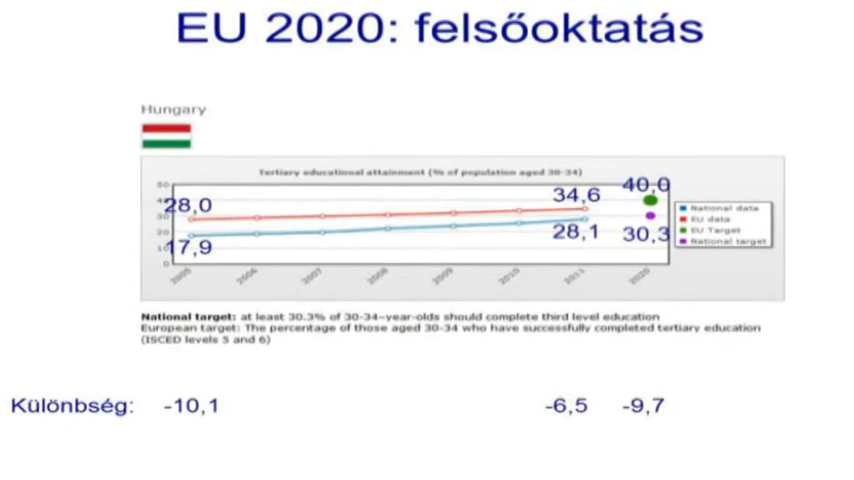 EU 2020: felsőoktatás
Hungary
Tertiary educational attainment (% of population aged 30-34)
50
40,0
34,6
28,0
30
National data
EU data
20
28,1
30,3
EU Target
17,9
National target
0
2005 2006 2007 2008 2009 2010 2011 2020
National target: at least 30.3% of 30-34-year-olds should complete third level education
European target: The percentage of those aged 30-34 who have successfully completed tertiary education
(ISCED levels 5 and 6)
Különbség: -10,1 -6,5 -9,7